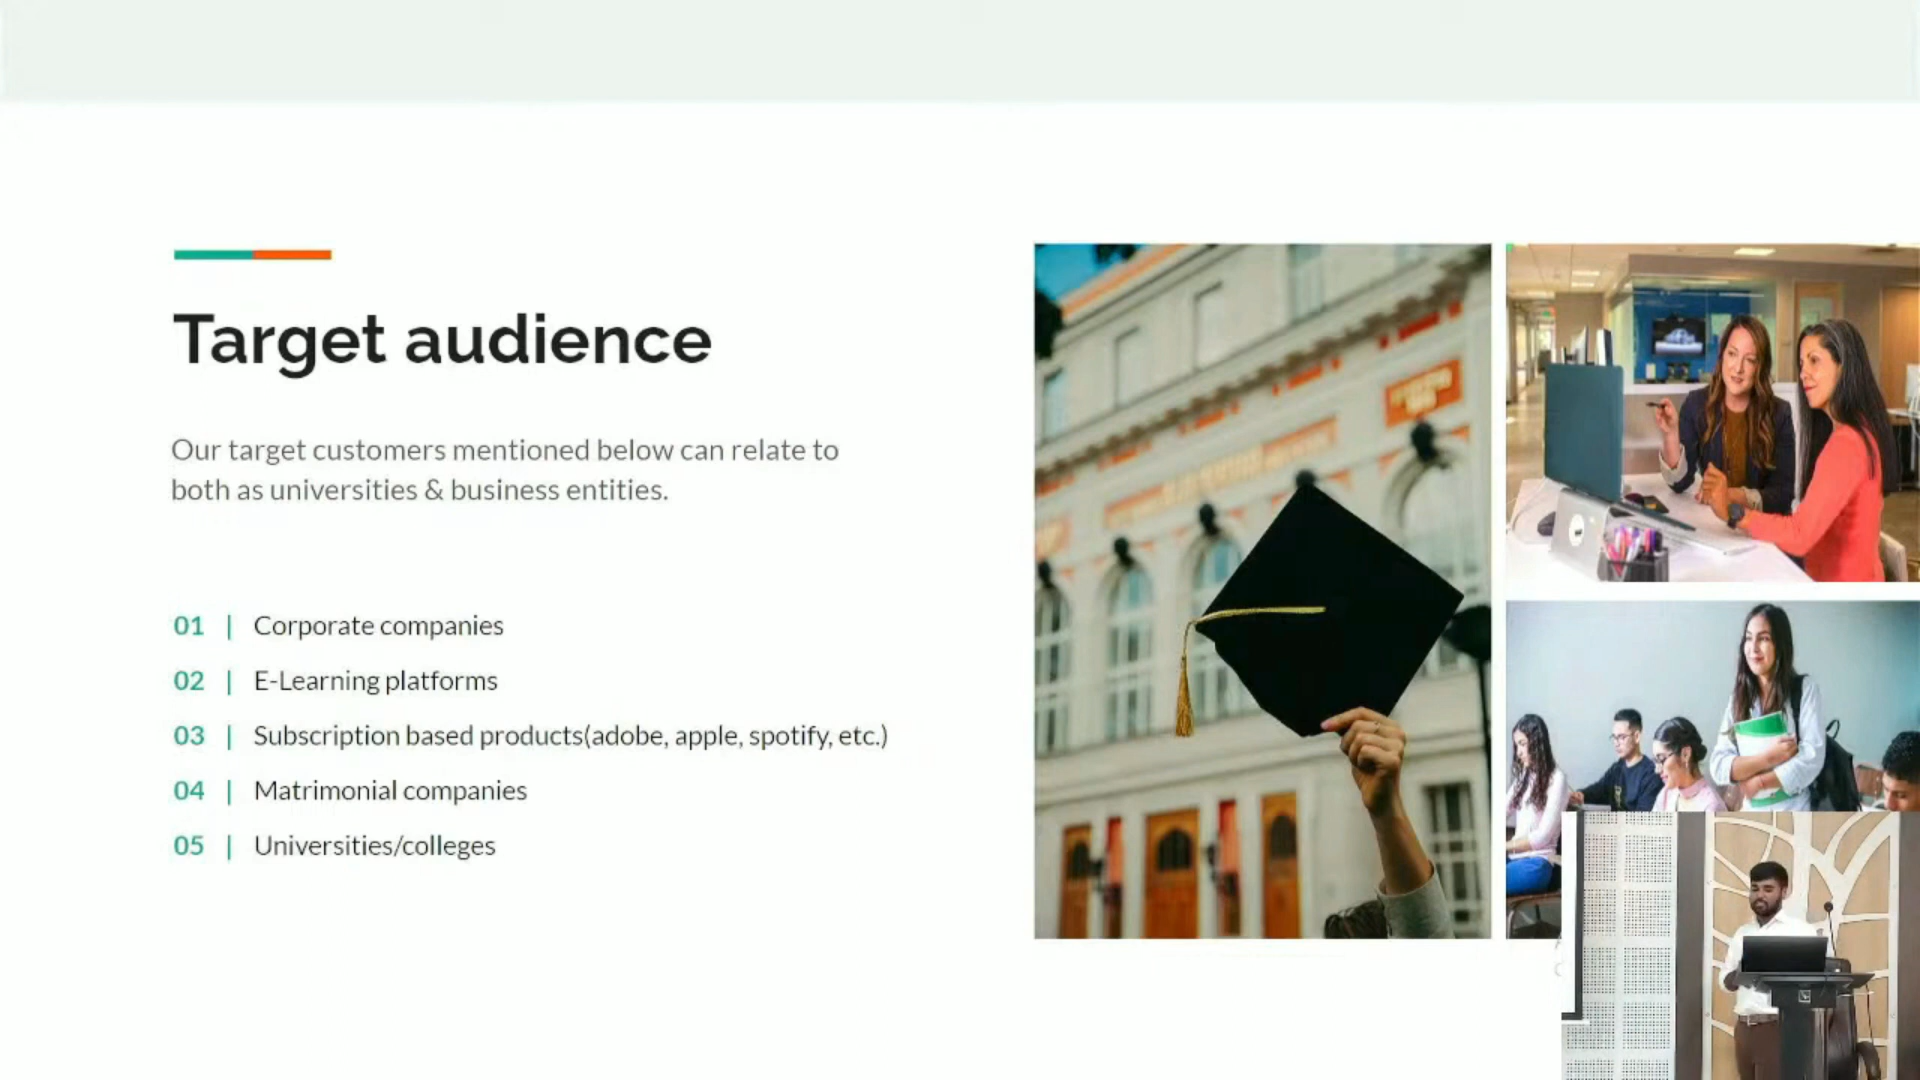 Target audience
Our target customers mentioned below can relate to
both as universities & business entities.
01 | Corporate companies
02 | E-Learning platforms
03 | Subscription based products(adobe, apple, spotify, etc.)
04 | Matrimonial companies
05 | Universities/colleges